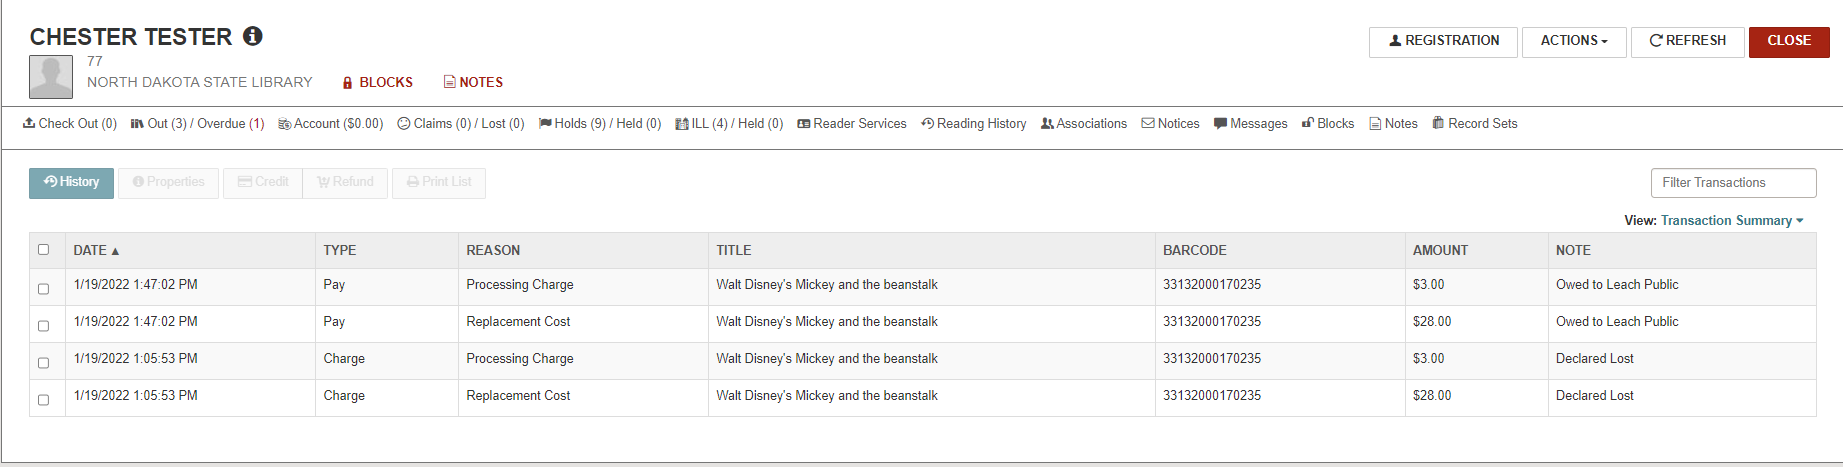 CHESTER TESTER
REGISTRATION ACTIONS REFRESH CLOSE
77
NORTH DAKOTA STATE LIBRARY BLOCKS NOTES
Check Out (0) Out (3) / Overdue (1) Account ($0.00) Claims (0) / Lost (0) Holds (9) / Held (0) ILL (4) / Held (0) Reader Services Reading History Associations Notices Messages Blocks Notes Record Sets
History Properties Credit Refund Print List Filter Transactions
View: Transaction Summary
DATE TYPE REASON TITLE BARCODE AMOUNT NOTE
1/19/2022 1:47:02 PM Pay Processing Charge Walt Disney's Mickey and the beanstalk 33132000170235 $3.00 Owed to Leach Public
1/19/2022 1:47:02 PM Pay Replacement Cost Walt Disney's Mickey and the beanstalk 33132000170235 $28.00 Owed to Leach Public
1/19/2022 1:05:53 PM Charge Processing Charge Walt Disney's Mickey and the beanstalk 33132000170235 $3.00 Declared Lost
1/19/2022 1:05:53 PM Charge Replacement Cost Walt Disney's Mickey and the beanstalk 33132000170235 $28.00 Declared Lost